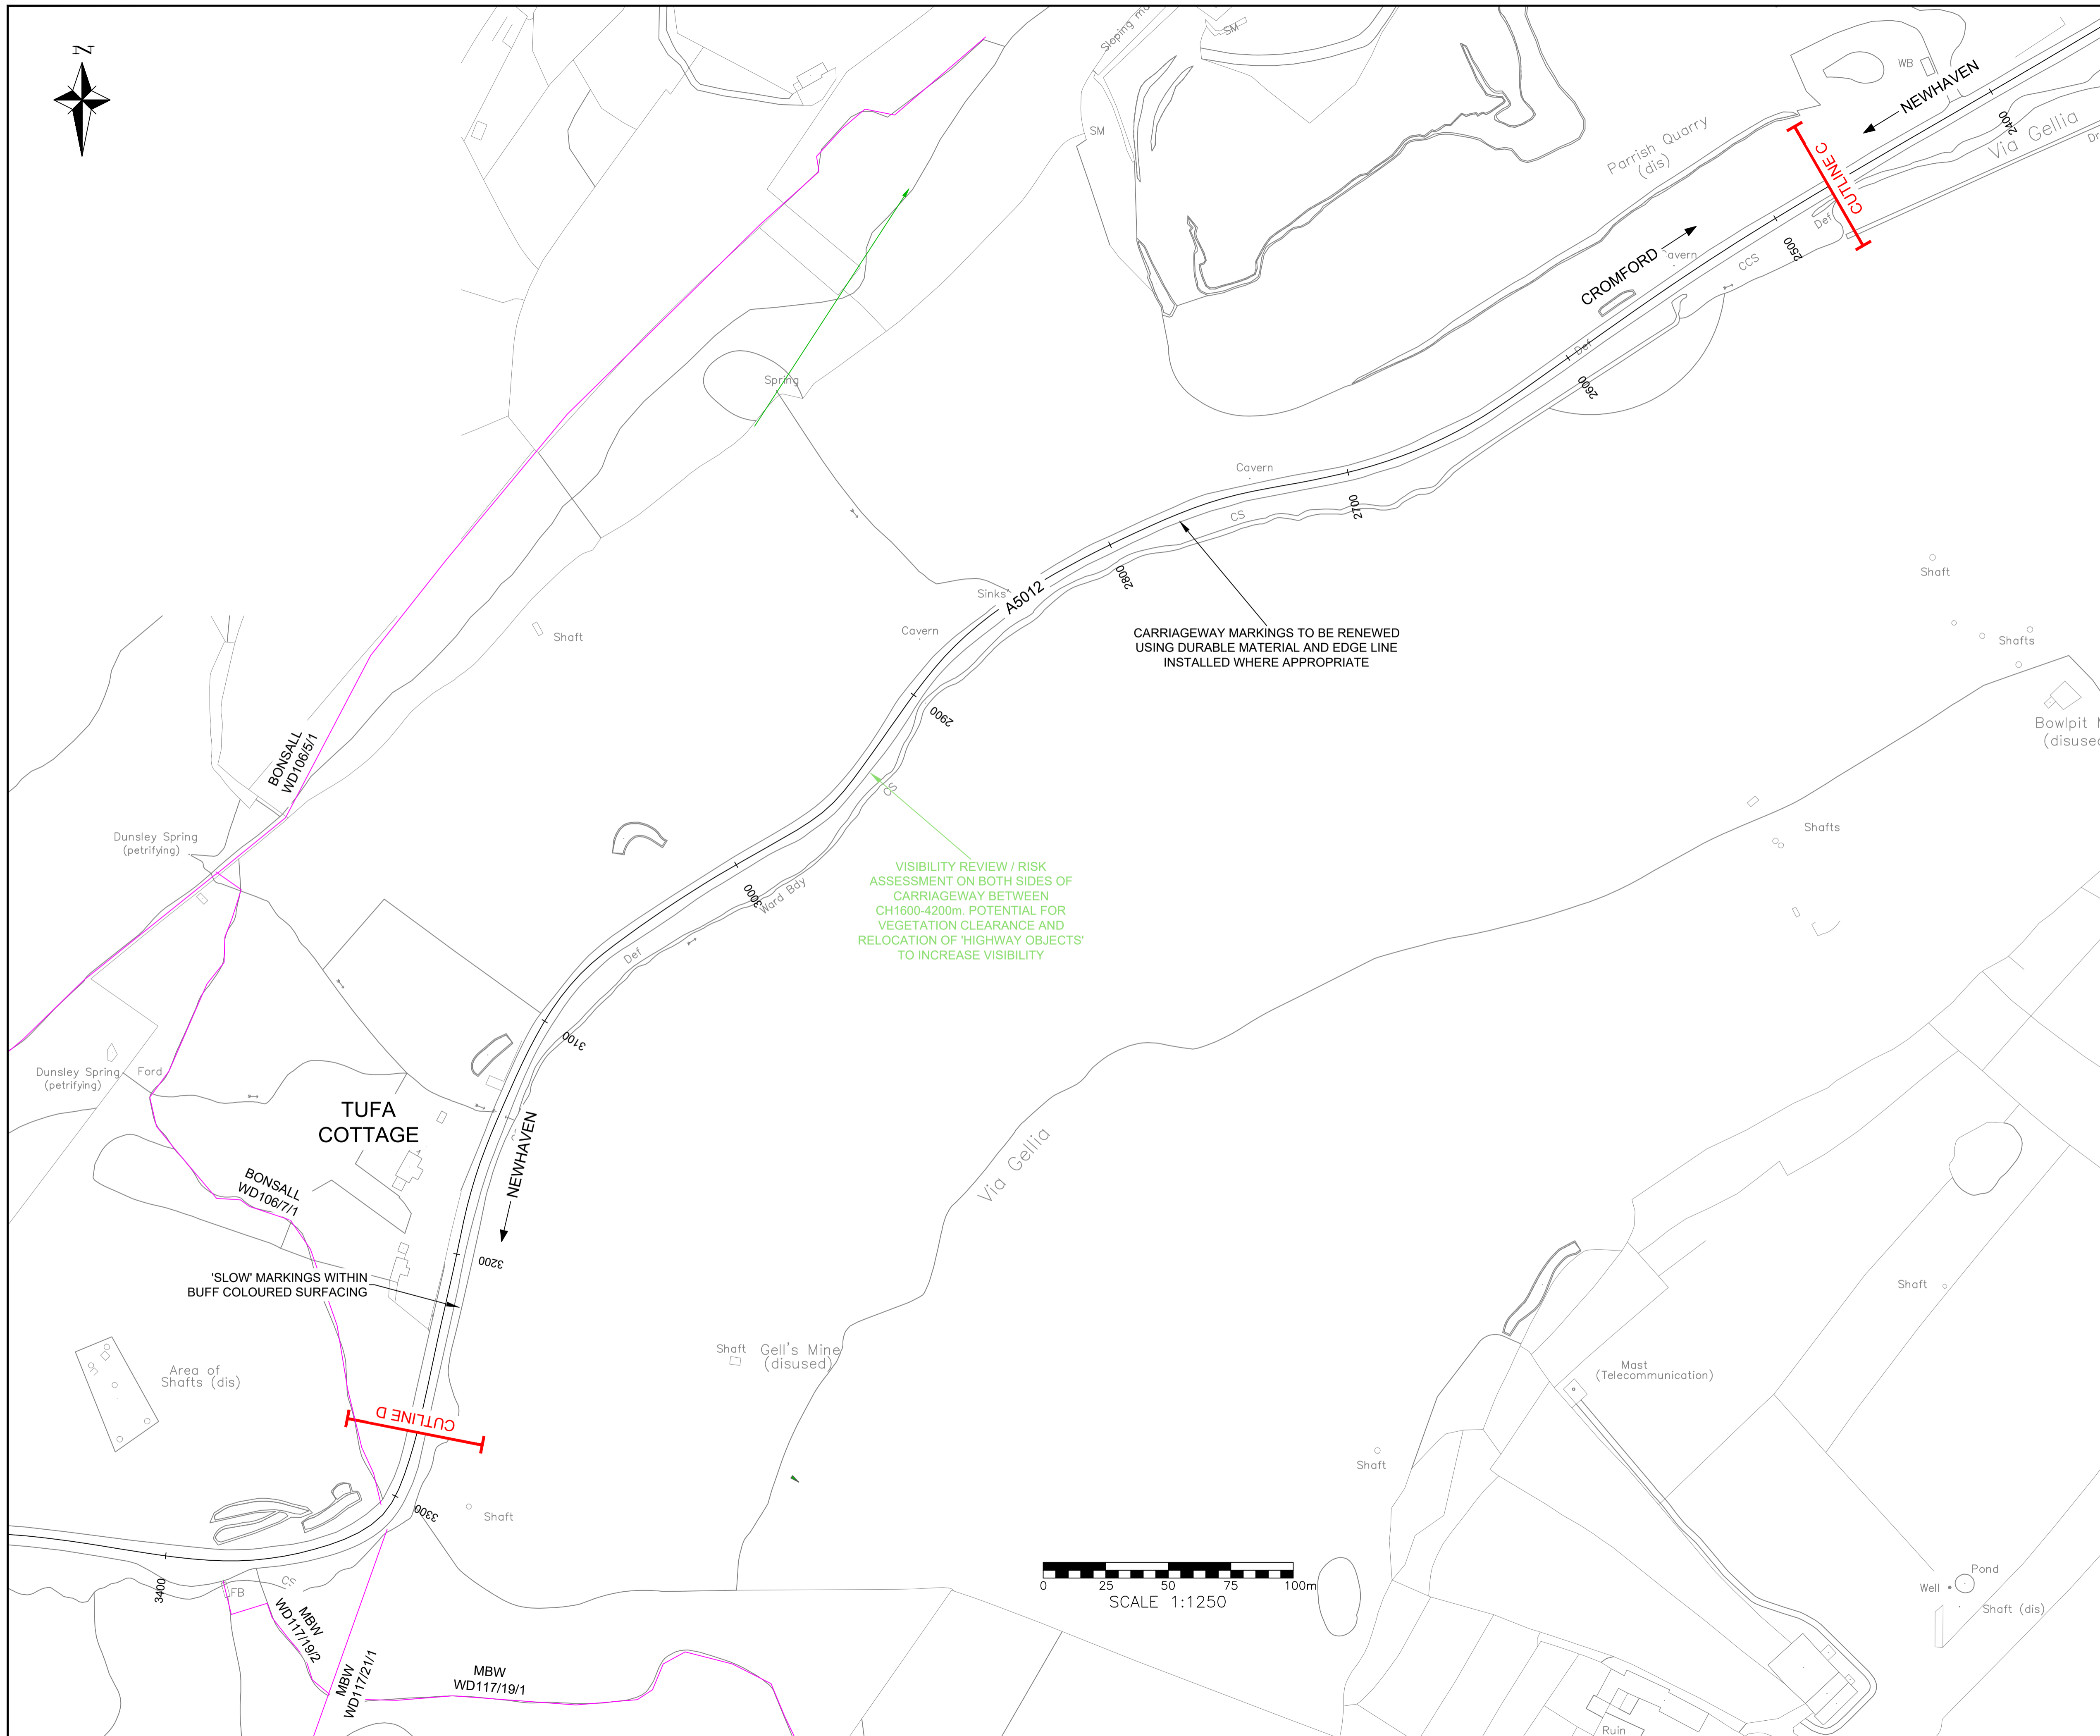 N
Sloping mo
SM
SM
WB
NEWHAVEN
2400
Via Gellia
Dr
Parrish Quarry
(dis)
CUTLINE C
Def
2500
CROMFORD
avern
CCS
Def
2600
Spring
Cavern
2700
CS
2800
Sinks
A5012
Cavern
Shaft
CARRIAGEWAY MARKINGS TO BE RENEWED
USING DURABLE MATERIAL AND EDGE LINE
INSTALLED WHERE APPROPRIATE
Shaft
Shafts
Bowlpit M
(disused
2900
BONSALL
WD106/5/1
CS
Dunsley Spring
(petrifying)
Shafts
VISIBILITY REVIEW / RISK
ASSESSMENT ON BOTH SIDES OF
CARRIAGEWAY BETWEEN
CH1600-4200m. POTENTIAL FOR
VEGETATION CLEARANCE AND
RELOCATION OF 'HIGHWAY OBJECTS'
TO INCREASE VISIBILITY
3000
Ward Bdy
Def
3100
Dunsley Spring
(petrifying)
Ford
TUFA
COTTAGE
NEWHAVEN
Via Gellia
BONSALL
WD106/7/1
3200
'SLOW' MARKINGS WITHIN
BUFF COLOURED SURFACING
Shaft
Shaft
Gell's Mine
(disused)
Area of
Shafts (dis)
Mast
(Telecommunication)
CUTLINE D
Shaft
3300
Shaft
3400
FB
Cn
MBW
WD117/19/2
MBW
WD117/21/1
MBW
WD117/19/1
0 25 50 75 100m
SCALE 1:1250
Pond
Well
Shaft (dis)
Ruin